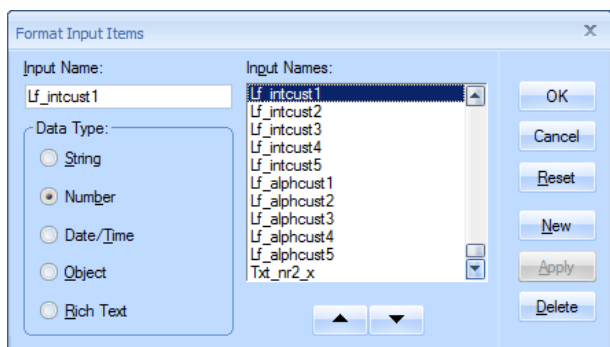 Format Input Items
x
Input Name:
Lf_intcust1
Data Type:
String
Number
Date/Time
Object
Rich Text
Input Names:
Lf_intcust1
Lf_intcust2
Lf_intcust3
Lf_intcust4
Lf_intcust5
Lf_alphcust1
Lf_alphcust2
Lf_alphcust3
Lf_alphcust4
Lf_alphcust5
Txt_nr2_x
OK
Cancel
Reset
New
Apply
Delete